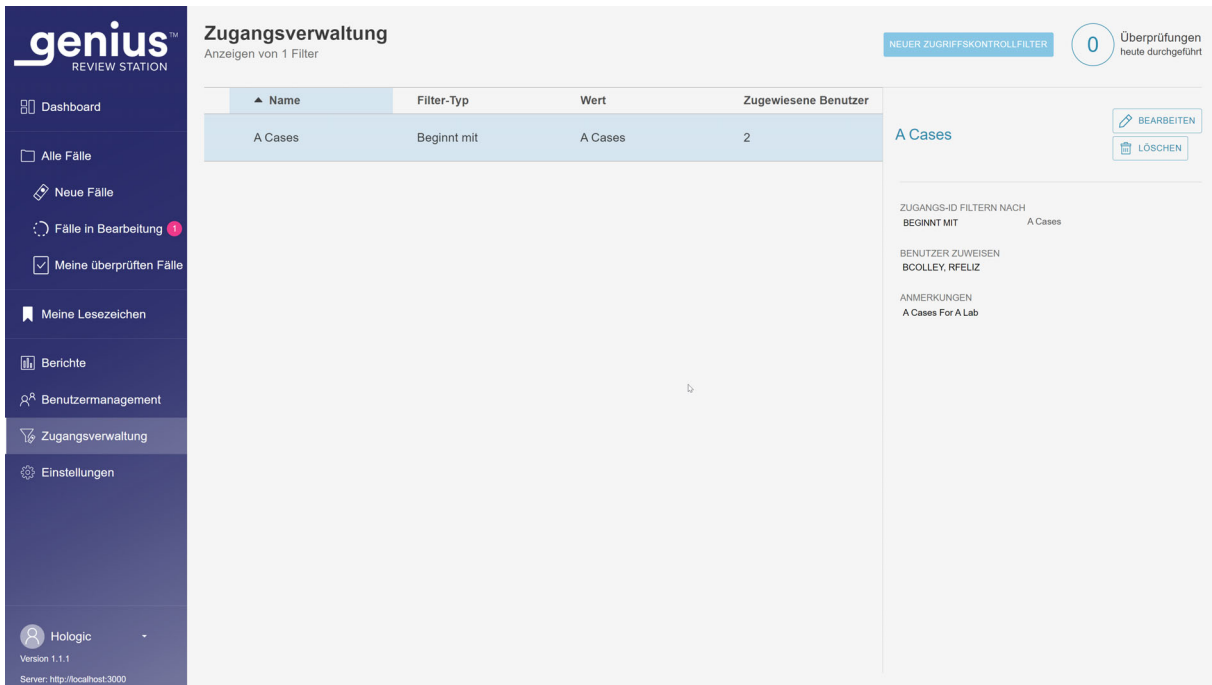 genius™
REVIEW STATION
Dashboard
Alle Fälle
Neue Fälle
Fälle in Bearbeitung 1
Meine überprüften Fälle
Meine Lesezeichen
Berichte
Benutzermanagement
Zugangsverwaltung
Einstellungen
Hologic
Version 1.1.1
Server: http://localhost:3000
Zugangsverwaltung
Anzeigen von 1 Filter
NEUER ZUGRIFFSKONTROLLFILTER
0
Überprüfungen
heute durchgeführt
Name Filter-Typ Wert Zugewiesene Benutzer
A Cases Beginnt mit A Cases 2
A Cases
BEARBEITEN
LÖSCHEN
ZUGANGS-ID FILTERN NACH
BEGINNT MIT A Cases
BENUTZER ZUWEISEN
BCOLLEY, RFELIZ
ANMERKUNGEN
A Cases For A Lab